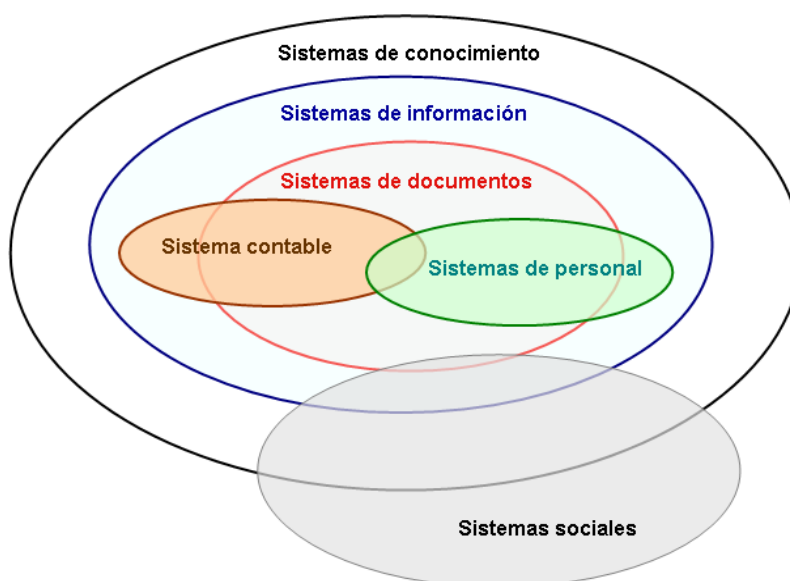 Sistemas de conocimiento
Sistemas de información
Sistemas de documentos
Sistema contable
Sistemas de personal
Sistemas sociales